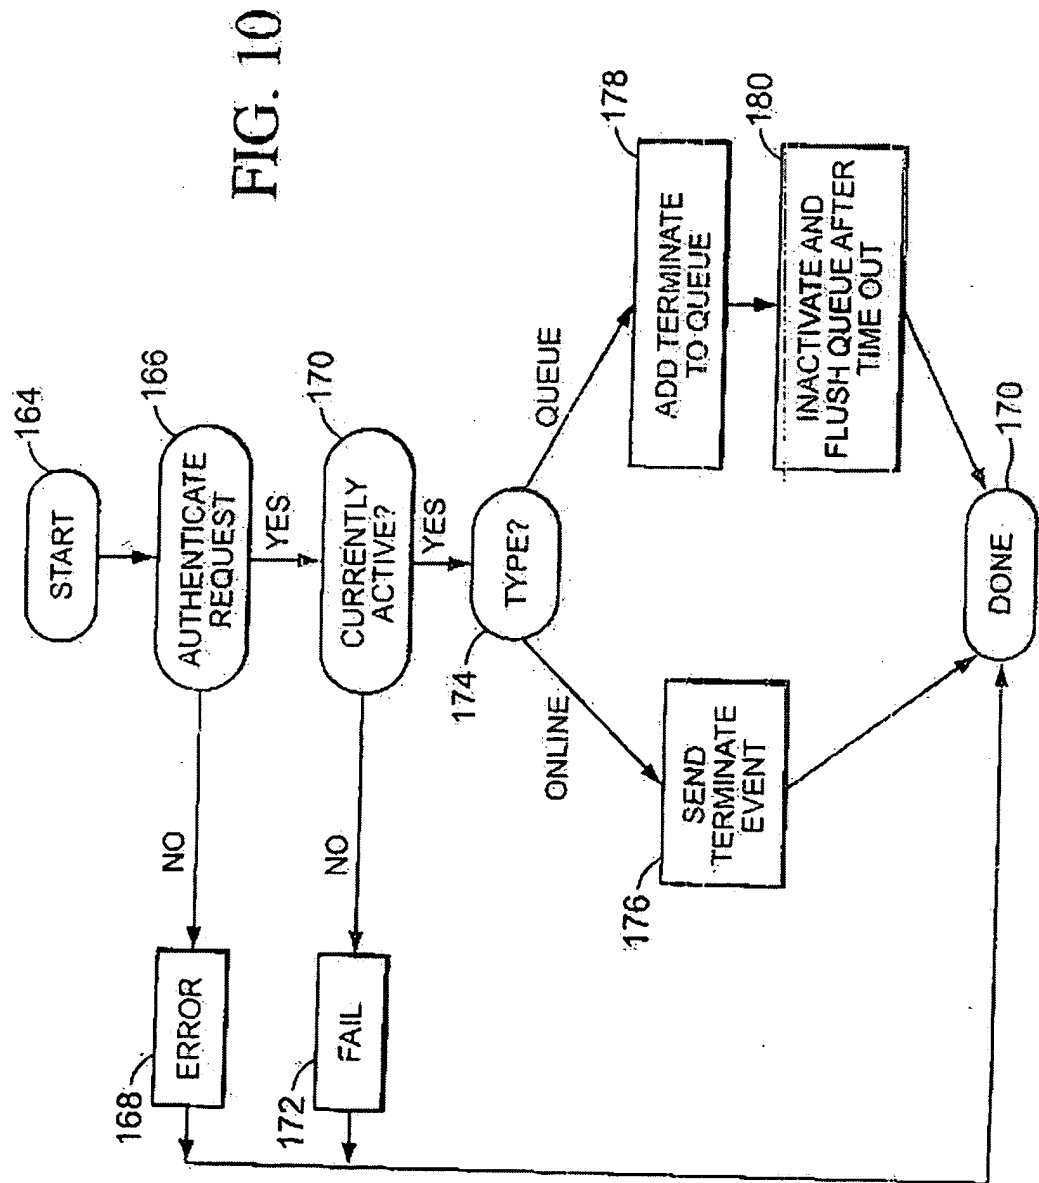 FIG. 10
164
START
166
AUTHENTICATE
REQUEST
NO
YES
168
ERROR
170
CURRENTLY
ACTIVE?
NO
YES
172
FAIL
174
TYPE?
ONLINE
QUEUE
176
SEND
TERMINATE
EVENT
178
ADD TERMINATE
TO QUEUE
180
INACTIVATE AND
FLUSH QUEUE AFTER
TIME OUT
170
DONE